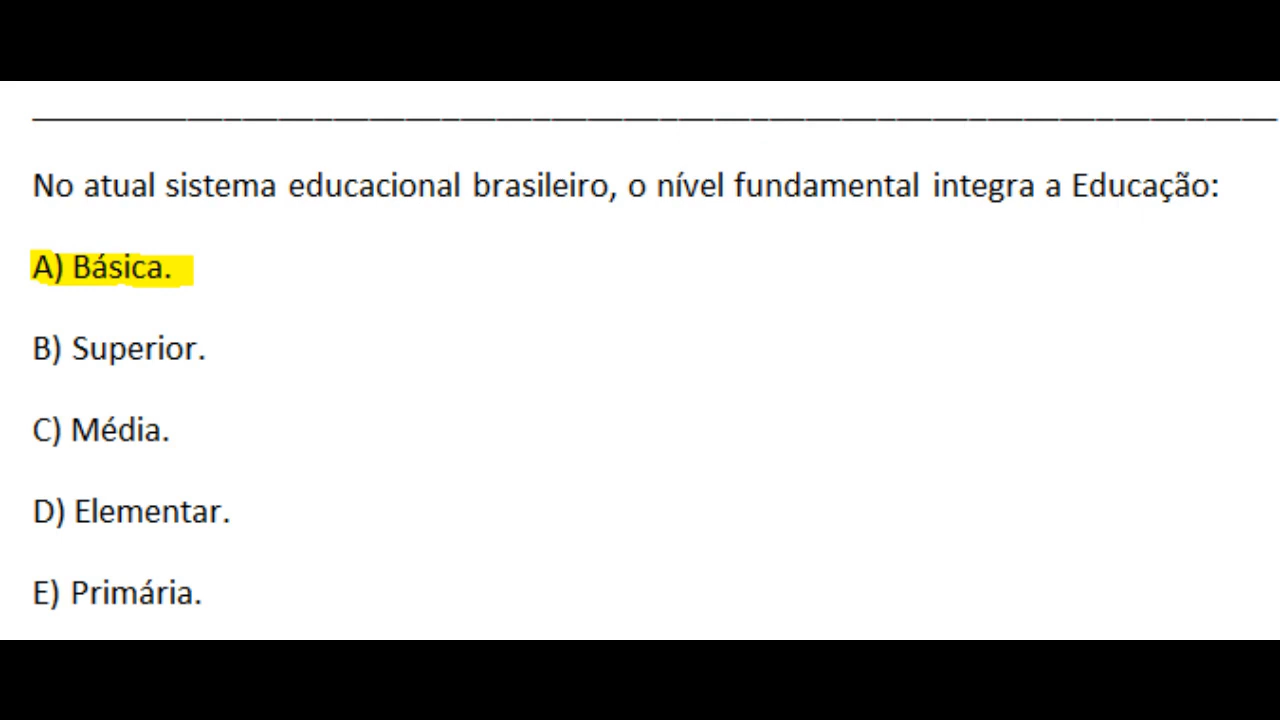 No atual sistema educacional brasileiro, o nível fundamental integra a Educação:
A) Básica.
B) Superior.
C) Média.
D) Elementar.
E) Primária.